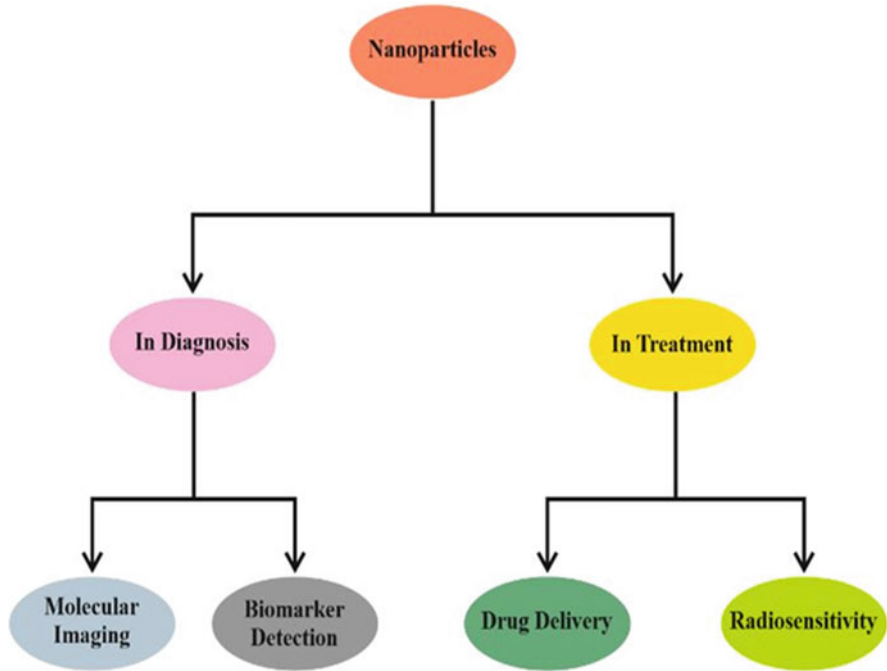 Nanoparticles
In Diagnosis
In Treatment
Molecular
Imaging
Biomarker
Detection
Drug Delivery
Radiosensitivity